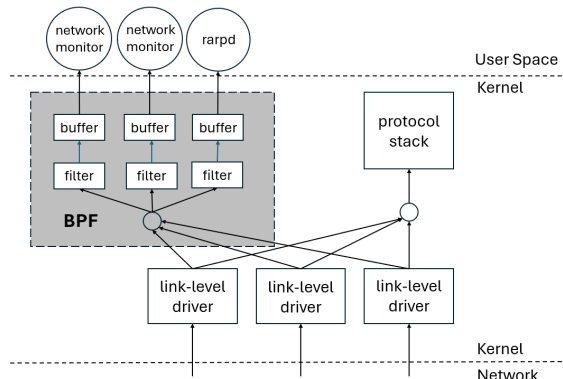 network
monitor
network
monitor
rarpd
User Space
Kernel
buffer
buffer
buffer
protocol
stack
filter
filter
filter
BPF
link-level
driver
link-level
driver
link-level
driver
Kernel
Network